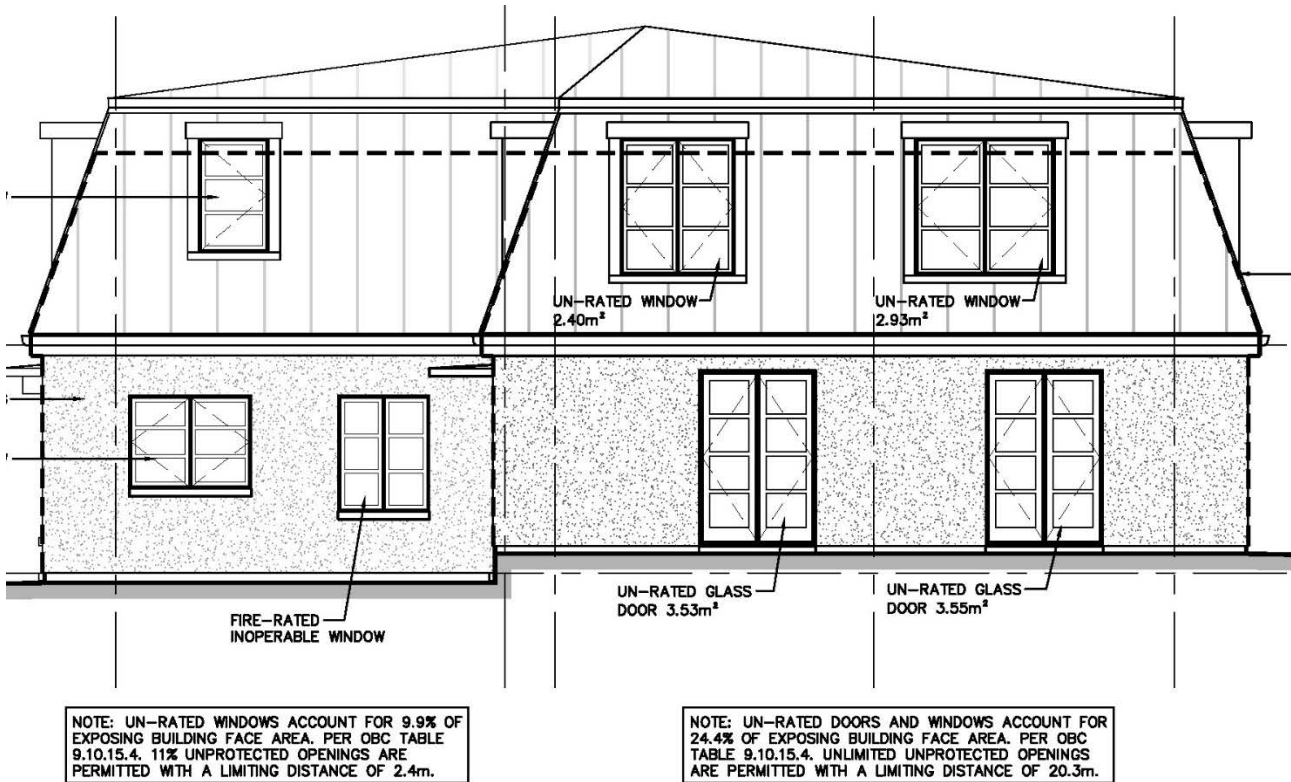 UN-RATED WINDOW
2.40m²
UN-RATED WINDOW
2.93m²
FIRE-RATED
INOPERABLE WINDOW
UN-RATED GLASS
DOOR 3.53m²
UN-RATED GLASS
DOOR 3.55m²
NOTE: UN-RATED WINDOWS ACCOUNT FOR 9.9% OF
EXPOSING BUILDING FACE AREA. PER OBC TABLE
9.10.15.4. 11% UNPROTECTED OPENINGS ARE
PERMITTED WITH A LIMITING DISTANCE OF 2.4m.
NOTE: UN-RATED DOORS AND WINDOWS ACCOUNT FOR
24.4% OF EXPOSING BUILDING FACE AREA. PER OBC
TABLE 9.10.15.4. UNLIMITED UNPROTECTED OPENINGS
ARE PERMITTED WITH A LIMITING DISTANCE OF 20.3m.